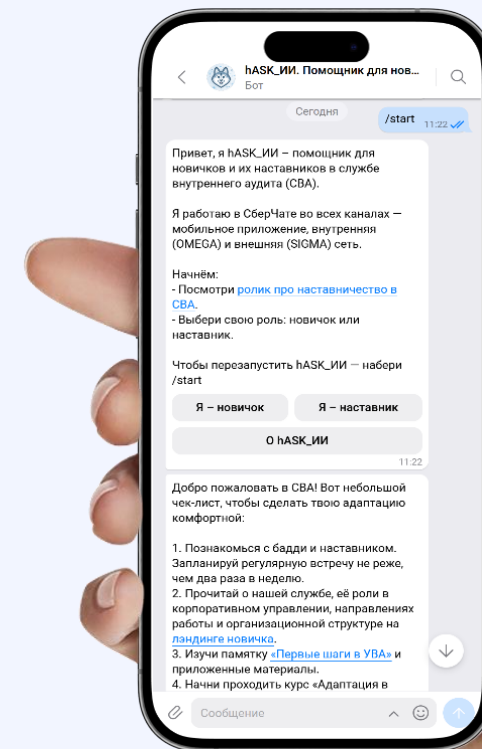 hASK_ИИ. Помощник для нов...
Бот
Сегодня
/start 11:22
Привет, я hASK_ИИ – помощник для
новичков и их наставников в службе
внутреннего аудита (СВА).
Я работаю в СберЧате во всех каналах —
мобильное приложение, внутренняя
(OMEGA) и внешняя (SIGMA) сеть.
Начнём:
- Посмотри ролик про наставничество в
СВА.
- Выбери свою роль: новичок или
наставник.
Чтобы перезапустить hASK_ИИ — набери
/start
Я – новичок
Я – наставник
О hASK_ИИ
11:22
Добро пожаловать в СВА! Вот небольшой
чек-лист, чтобы сделать твою адаптацию
комфортной:
1. Познакомься с бадди и наставником.
Запланируй регулярную встречу не реже,
чем два раза в неделю.
2. Прочитай о нашей службе, её роли в
корпоративном управлении, направлениях
работы и организационной структуре на
лэндинге новичка.
3. Изучи памятку «Первые шаги в УВА» и
приложенные материалы.
4. Начни проходить курс «Адаптация в
Сообщение